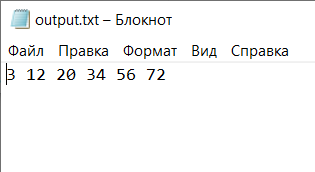 output.txt – Блокнот
Файл Правка Формат Вид Справка
3 12 20 34 56 72